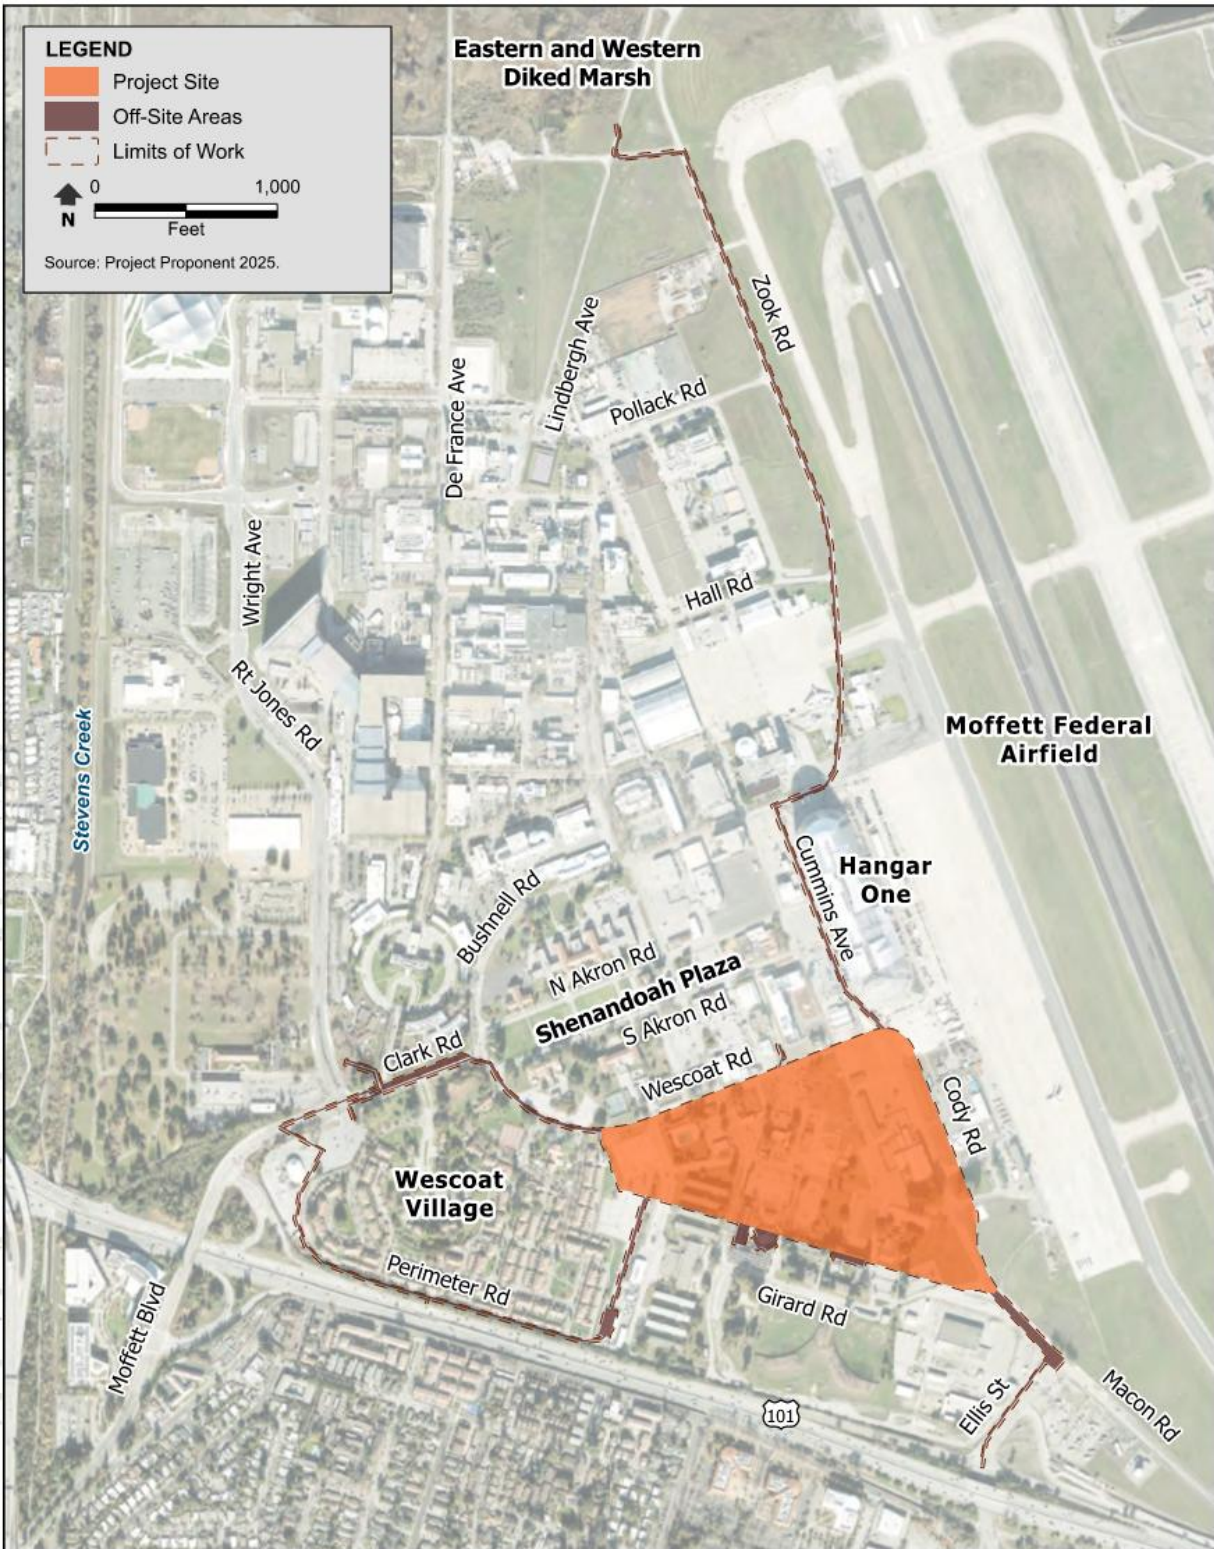 LEGEND
Project Site
Off-Site Areas
Limits of Work
0 1,000
N
Feet
Source: Project Proponent 2025.
Eastern and Western
Diked Marsh
Zook Rd
Lindbergh Ave
De France Ave
Pollack Rd
Wright Ave
Hall Rd
Rt Jones Rd
Stevens Creek
Moffett Federal
Airfield
Hangar
One
Cummins Ave
Bushnell Rd
N Akron Rd
Shenandoah Plaza
S Akron Rd
Clark Rd
Wescoat Rd
Cody Rd
Wescoat
Village
Perimeter Rd
Girard Rd
Moffett Blvd
Ellis St
Macon Rd
101